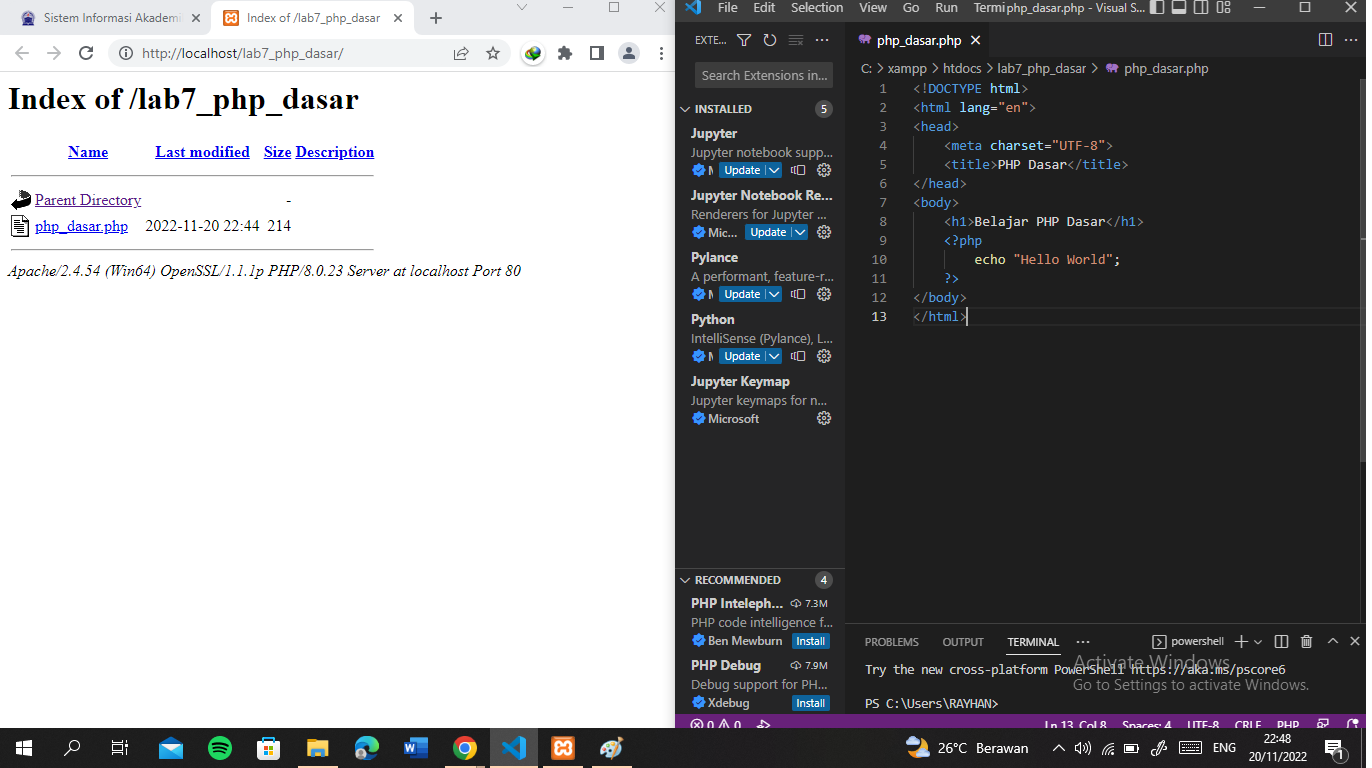 Sistem Informasi Akademi
Index of /lab7_php_dasar
http://localhost/lab7_php_dasar/
Index of /lab7_php_dasar
Name Last modified Size Description
Parent Directory -
php_dasar.php 2022-11-20 22:44 214
Apache/2.4.54 (Win64) OpenSSL/1.1.1p PHP/8.0.23 Server at localhost Port 80
File Edit Selection View Go Run Termi php_dasar.php - Visual S...
EXTE...
Search Extensions in...
INSTALLED 5
Jupyter
Jupyter notebook supp...
M Update
Jupyter Notebook Re...
Renderers for Jupyter ...
Mic... Update
Pylance
A performant, feature-r...
M Update
Python
IntelliSense (Pylance), L...
M Update
Jupyter Keymap
Jupyter keymaps for n...
Microsoft
RECOMMENDED 4
PHP Inteleph... 7.3M
PHP code intelligence f...
Ben Mewburn Install
PHP Debug 7.9M
Debug support for PH...
Xdebug Install
php_dasar.php
C: > xampp > htdocs > lab7_php_dasar > php_dasar.php
1 <!DOCTYPE html>
2 <html lang="en">
3 <head>
4 <meta charset="UTF-8">
5 <title>PHP Dasar</title>
6 </head>
7 <body>
8 <h1>Belajar PHP Dasar</h1>
9 <?php
10 echo "Hello World";
11 ?>
12 </body>
13 </html>
PROBLEMS OUTPUT TERMINAL ... powershell
Try the new cross-platform PowerShell https://aka.ms/pscore6
PS C:\Users\RAYHAN>
Activate Windows
Go to Settings to activate Windows.
0 0 Ln 13, Col 8 Spaces: 4 UTF-8 CRLF PHP
26°C Berawan ENG 22:48
20/11/2022 1